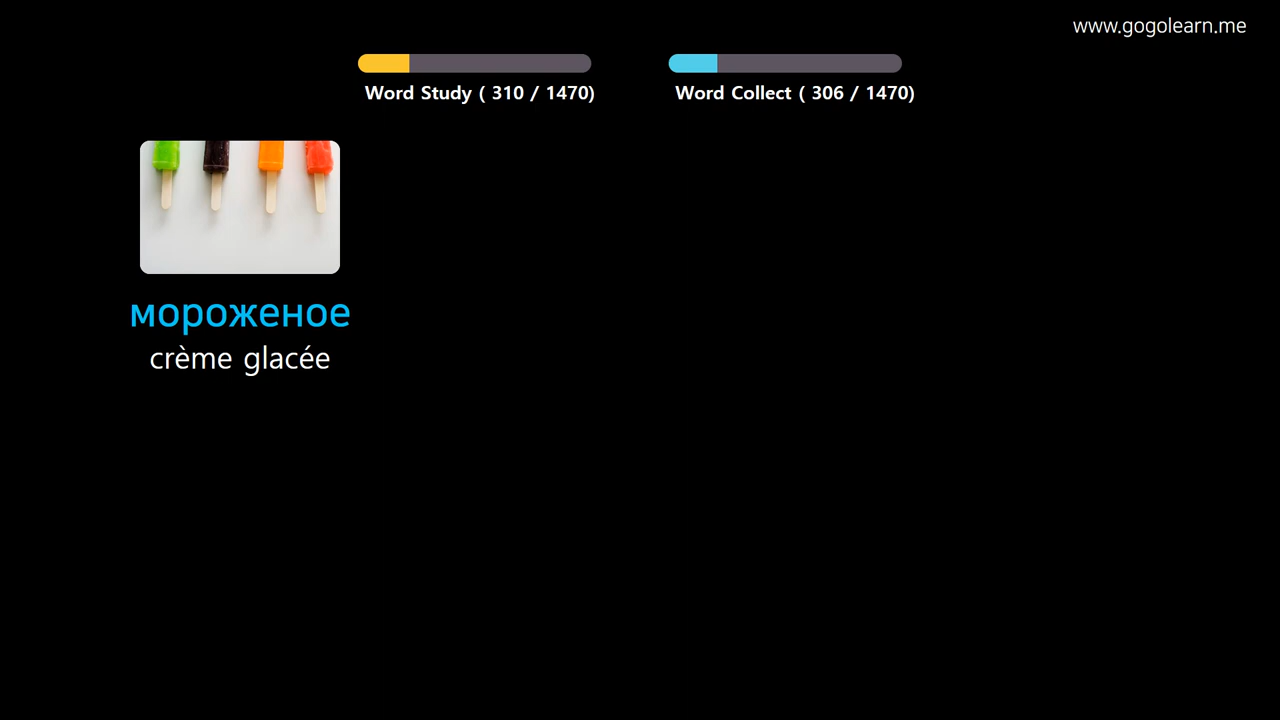 www.gogolearn.me
Word Study ( 310 / 1470)
Word Collect ( 306 / 1470)
мороженое
crème glacée